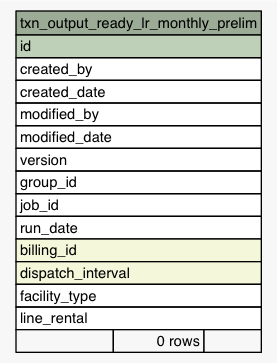 txn_output_ready_lr_monthly_prelim
id
created_by
created_date
modified_by
modified_date
version
group_id
job_id
run_date
billing_id
dispatch_interval
facility_type
line_rental
0 rows